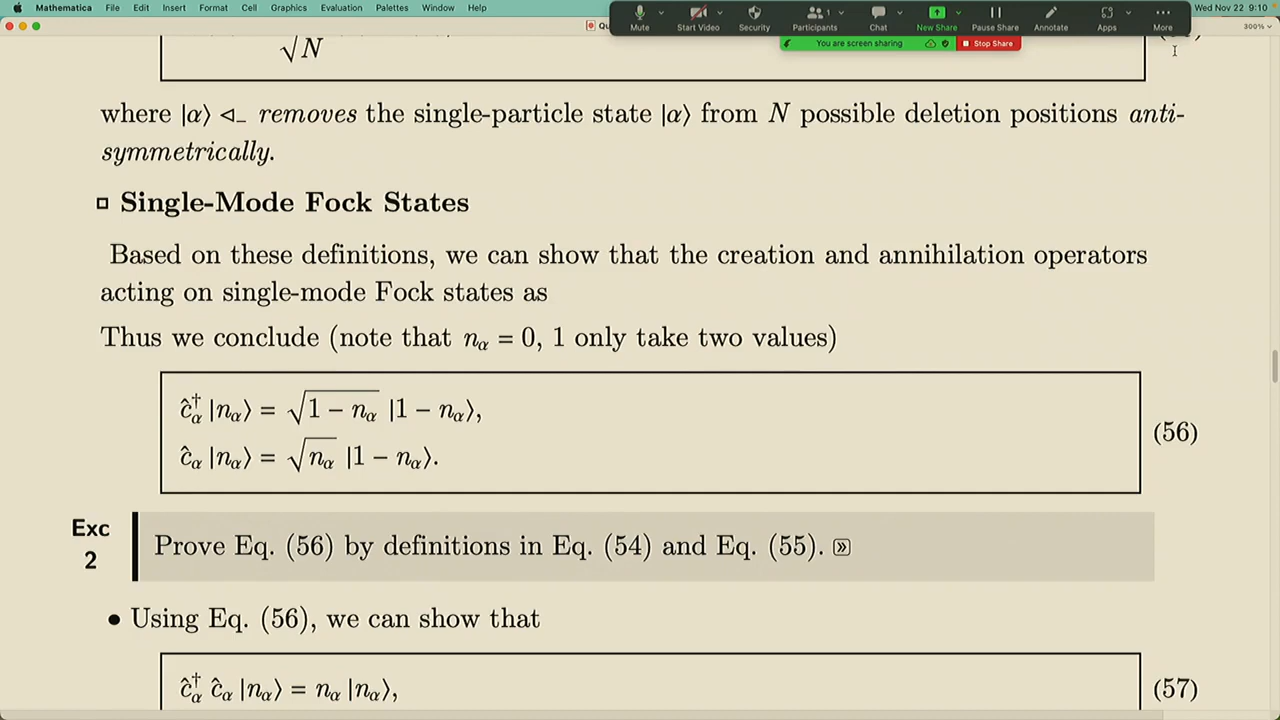 Mathematica File Edit Insert Format Cell Graphics Evaluation Palettes Window Help
Wed Nov 22 9:10
Mute Start Video Security Participants 1 Chat New Share Pause Share Annotate Apps More
You are screen sharing Stop Share
300%
√N
where |α⟩ ⊲₋ removes the single-particle state |α⟩ from N possible deletion positions anti-
symmetrically.
Single-Mode Fock States
Based on these definitions, we can show that the creation and annihilation operators
acting on single-mode Fock states as
Thus we conclude (note that n_α = 0, 1 only take two values)
ĉ_α^† |n_α⟩ = √(1 − n_α) |1 − n_α⟩,
ĉ_α |n_α⟩ = √n_α |1 − n_α⟩.
(56)
Exc
2
Prove Eq. (56) by definitions in Eq. (54) and Eq. (55). »
• Using Eq. (56), we can show that
ĉ_α^† ĉ_α |n_α⟩ = n_α |n_α⟩,
(57)